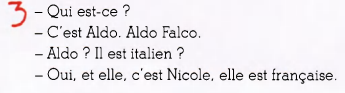 3 – Qui est-ce ?
– C'est Aldo. Aldo Falco.
– Aldo ? Il est italien ?
– Oui, et elle, c'est Nicole, elle est française.